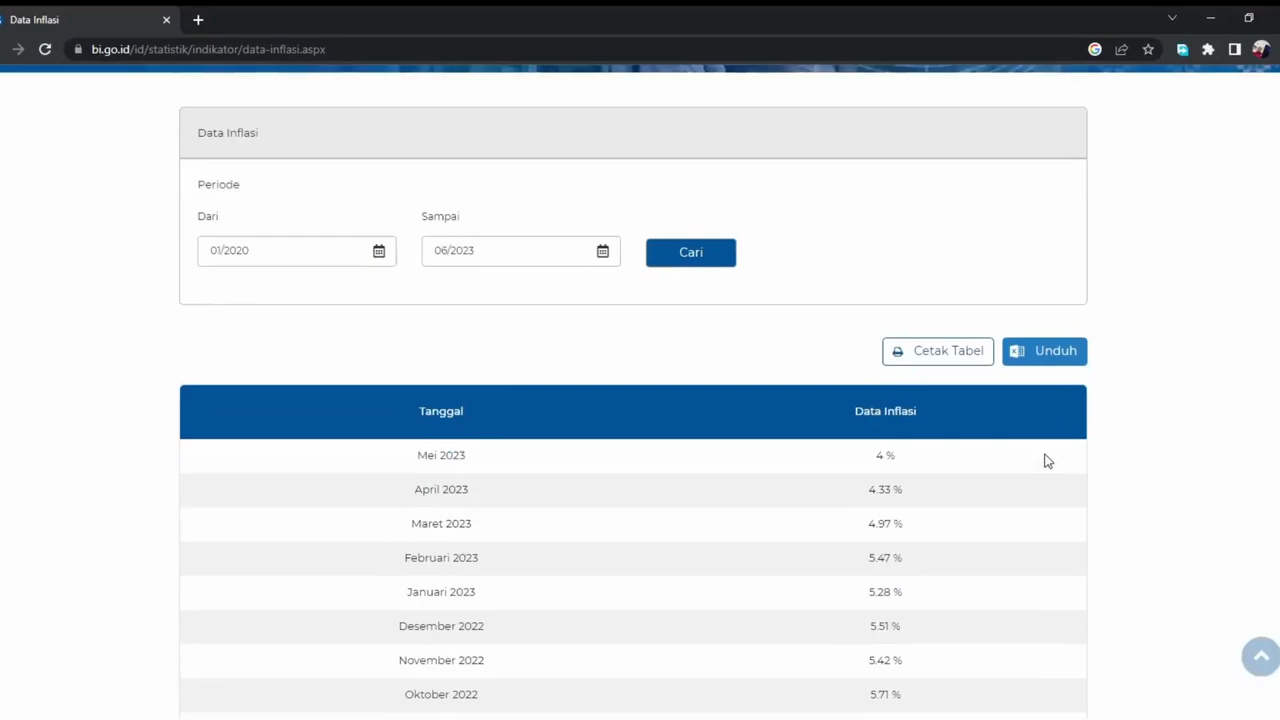 Data Inflasi
bi.go.id/id/statistik/indikator/data-inflasi.aspx
Data Inflasi
Periode
Dari
Sampai
01/2020
06/2023
Cari
Cetak Tabel
Unduh
Tanggal Data Inflasi
Mei 2023 4 %
April 2023 4.33 %
Maret 2023 4.97 %
Februari 2023 5.47 %
Januari 2023 5.28 %
Desember 2022 5.51 %
November 2022 5.42 %
Oktober 2022 5.71 %